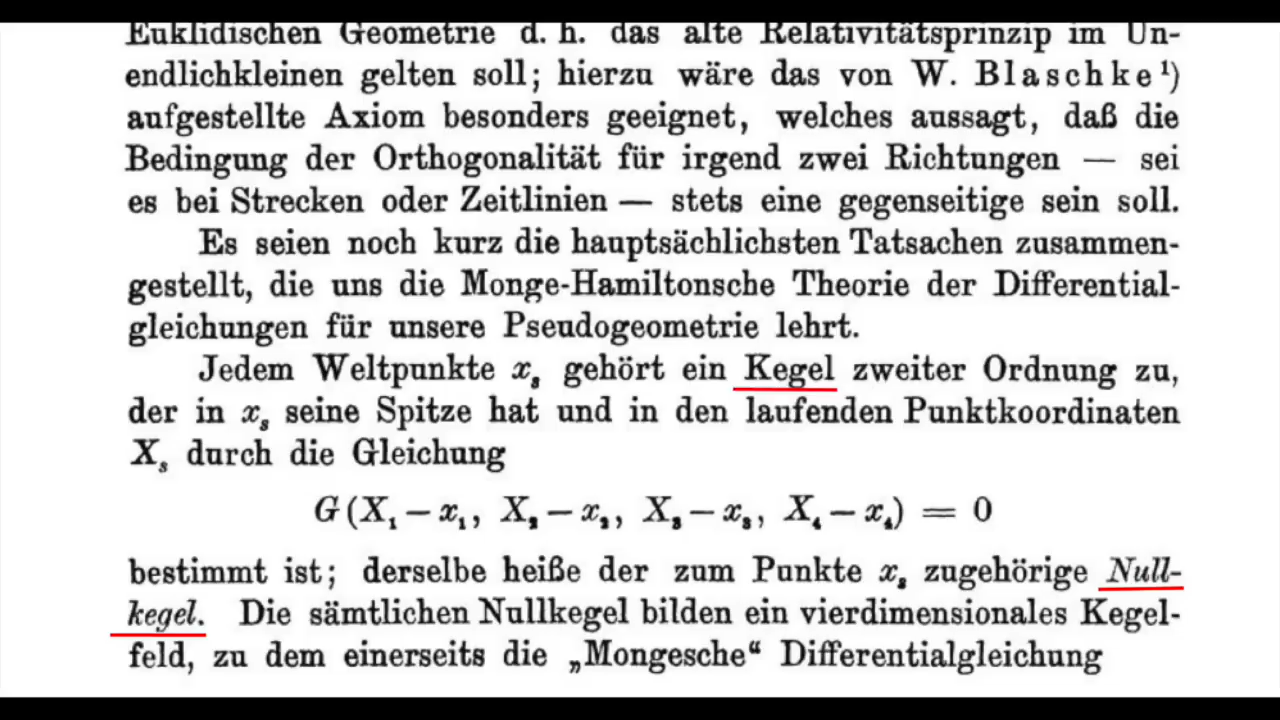 Euklidischen Geometrie d. h. das alte Relativitätsprinzip im Un-
endlichkleinen gelten soll; hierzu wäre das von W. Blaschke¹)
aufgestellte Axiom besonders geeignet, welches aussagt, daß die
Bedingung der Orthogonalität für irgend zwei Richtungen — sei
es bei Strecken oder Zeitlinien — stets eine gegenseitige sein soll.
Es seien noch kurz die hauptsächlichsten Tatsachen zusammen-
gestellt, die uns die Monge-Hamiltonsche Theorie der Differential-
gleichungen für unsere Pseudogeometrie lehrt.
Jedem Weltpunkte xₛ gehört ein Kegel zweiter Ordnung zu,
der in xₛ seine Spitze hat und in den laufenden Punktkoordinaten
Xₛ durch die Gleichung
G(X₁ — x₁, X₂ — x₂, X₃ — x₃, X₄ — x₄) = 0
bestimmt ist; derselbe heiße der zum Punkte xₛ zugehörige Null-
kegel. Die sämtlichen Nullkegel bilden ein vierdimensionales Kegel-
feld, zu dem einerseits die „Mongesche“ Differentialgleichung